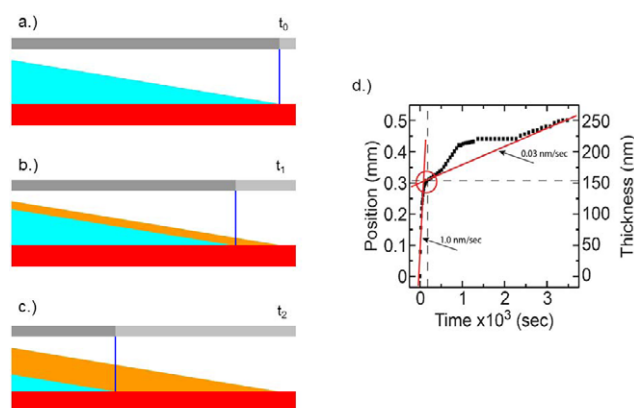 a.)
t0
b.)
t1
c.)
t2
d.)
Position (mm)
0.5
0.4
0.3
0.2
0.1
0
250
200
150
100
50
0
Thickness (nm)
0.03 nm/sec
1.0 nm/sec
0 1 2 3
Time x10³ (sec)